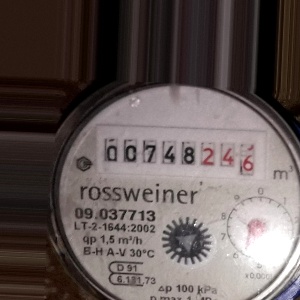 00748246
m³
rossweiner
09.037713
LT-2-1644:2002
qp 1,5 m³/h
B-H A-V 30°C
D 91
Δp 100 kPa